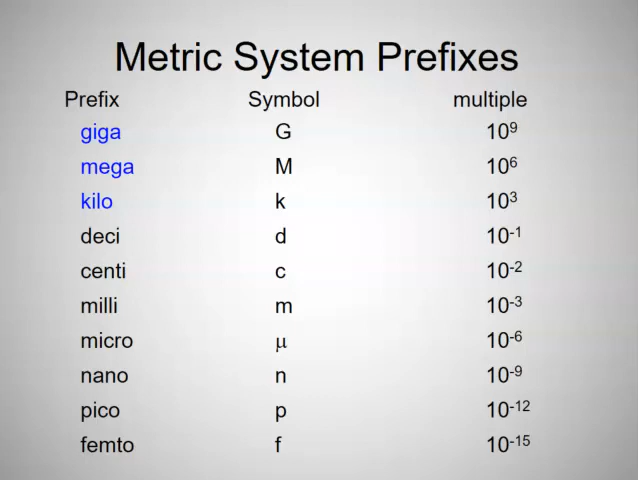 Metric System Prefixes
Prefix Symbol multiple
giga G 10⁹
mega M 10⁶
kilo k 10³
deci d 10⁻¹
centi c 10⁻²
milli m 10⁻³
micro μ 10⁻⁶
nano n 10⁻⁹
pico p 10⁻¹²
femto f 10⁻¹⁵